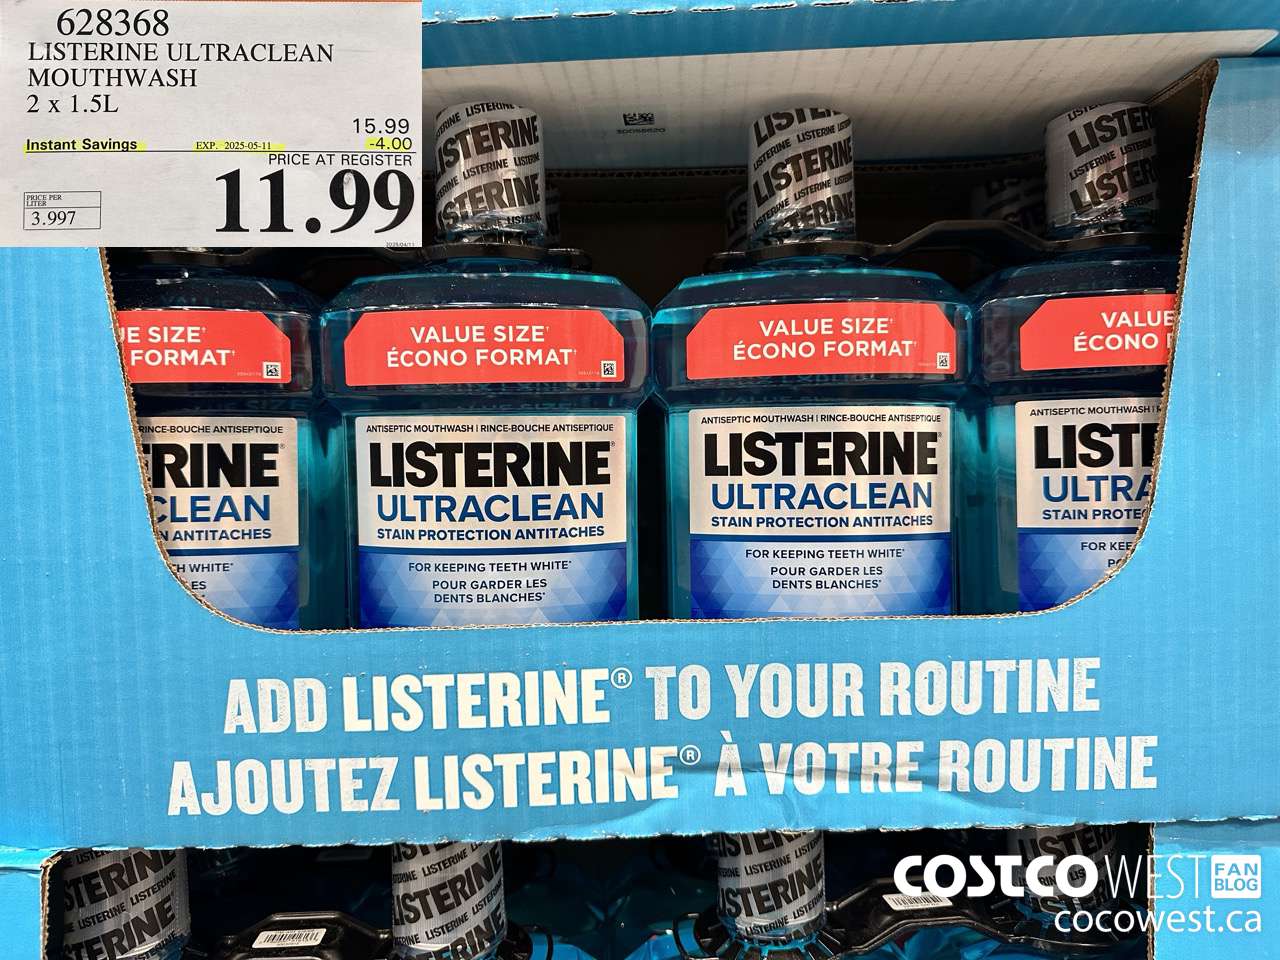 628368
LISTERINE ULTRACLEAN
MOUTHWASH
2 x 1.5L
15.99
Instant Savings EXP. 2025-05-11 -4.00
PRICE AT REGISTER
11.99
PRICE PER
LITER
3.997
LISTERINE
LISTERINE
LISTERINE
LISTERINE
VALUE SIZE†
ÉCONO FORMAT†
ANTISEPTIC MOUTHWASH | RINCE-BOUCHE ANTISEPTIQUE
LISTERINE®
ULTRACLEAN
STAIN PROTECTION ANTITACHES
FOR KEEPING TEETH WHITE*
POUR GARDER LES
DENTS BLANCHES*
VALUE SIZE†
ÉCONO FORMAT†
ANTISEPTIC MOUTHWASH | RINCE-BOUCHE ANTISEPTIQUE
LISTERINE®
ULTRACLEAN
STAIN PROTECTION ANTITACHES
FOR KEEPING TEETH WHITE*
POUR GARDER LES
DENTS BLANCHES*
ADD LISTERINE® TO YOUR ROUTINE
AJOUTEZ LISTERINE® À VOTRE ROUTINE
COSTCO WEST FAN BLOG
cocowest.ca